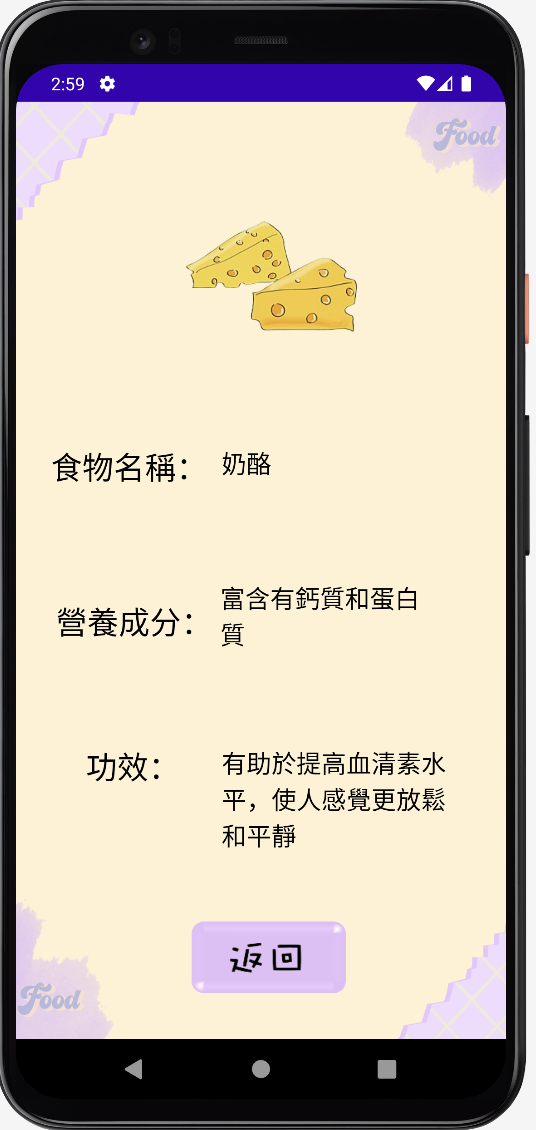 2:59
Food
食物名稱：
奶酪
營養成分：
富含有鈣質和蛋白
質
功效：
有助於提高血清素水
平，使人感覺更放鬆
和平靜
返回
Food